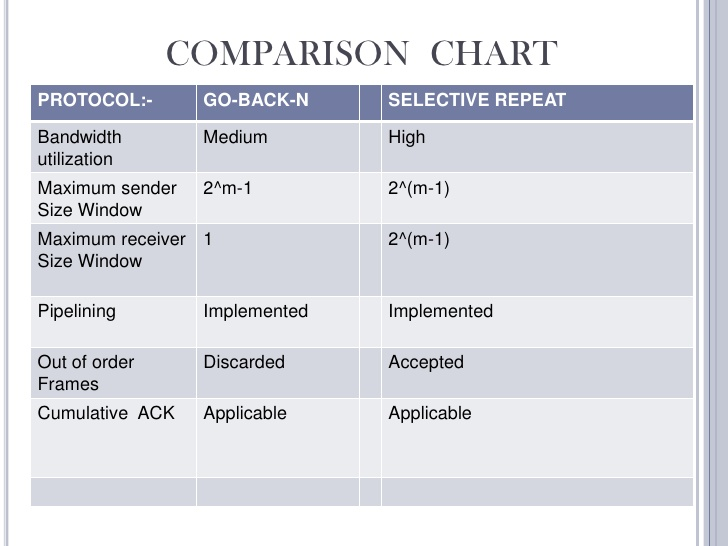 COMPARISON CHART
PROTOCOL:- GO-BACK-N SELECTIVE REPEAT
Bandwidth utilization Medium High
Maximum sender Size Window 2^m-1 2^(m-1)
Maximum receiver Size Window 1 2^(m-1)
Pipelining Implemented Implemented
Out of order Frames Discarded Accepted
Cumulative ACK Applicable Applicable